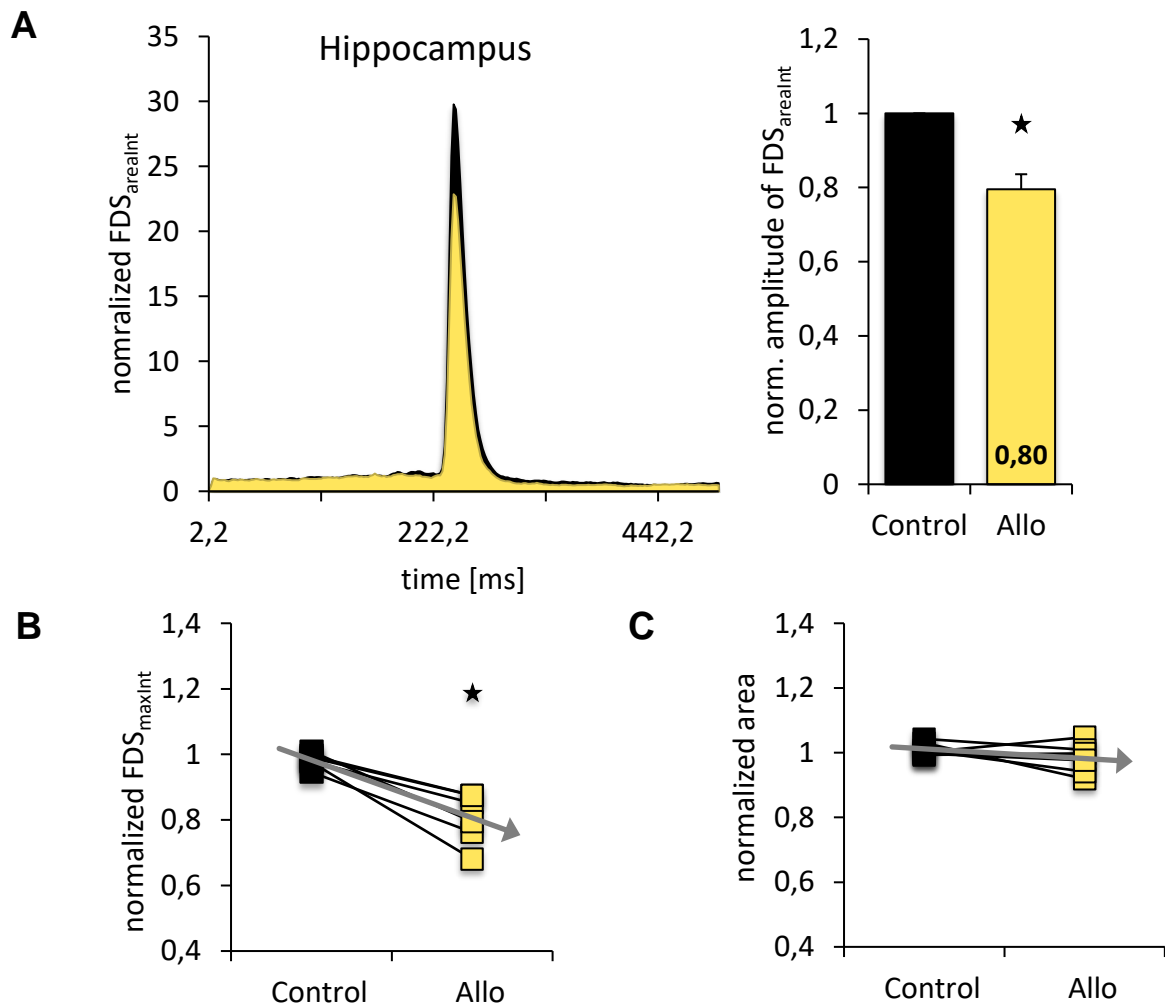 A
Hippocampus
nomralized FDSareaInt
35
30
25
20
15
10
5
0
2,2
222,2
442,2
time [ms]
norm. amplitude of FDSareaInt
1,2
1
0,8
0,6
0,4
0,2
0
★
0,80
Control
Allo
B
normalized FDSmaxInt
1,4
1,2
1
0,8
0,6
0,4
★
Control
Allo
C
normalized area
1,4
1,2
1
0,8
0,6
0,4
Control
Allo